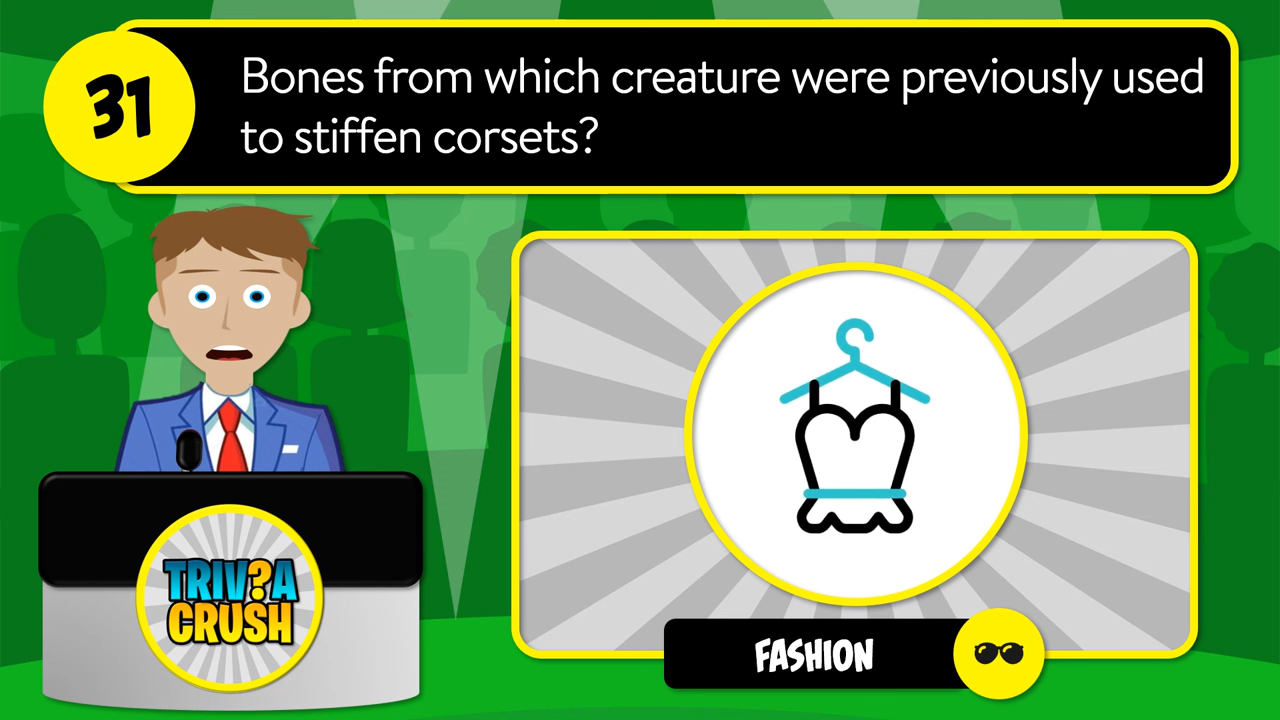 31
Bones from which creature were previously used
to stiffen corsets?
TRIV?A
CRUSH
FASHION